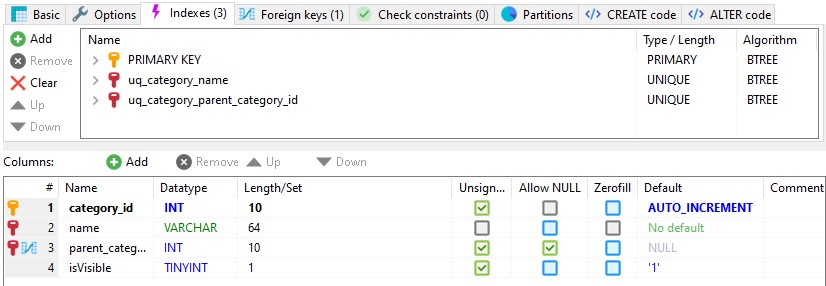 Basic Options Indexes (3) Foreign keys (1) Check constraints (0) Partitions CREATE code ALTER code
Add
Remove
Clear
Up
Down
Name Type / Length Algorithm
PRIMARY KEY PRIMARY BTREE
uq_category_name UNIQUE BTREE
uq_category_parent_category_id UNIQUE BTREE
Columns: Add Remove Up Down
# Name Datatype Length/Set Unsign... Allow NULL Zerofill Default Comment
1 category_id INT 10 AUTO_INCREMENT
2 name VARCHAR 64 No default
3 parent_categ... INT 10 NULL
4 isVisible TINYINT 1 '1'